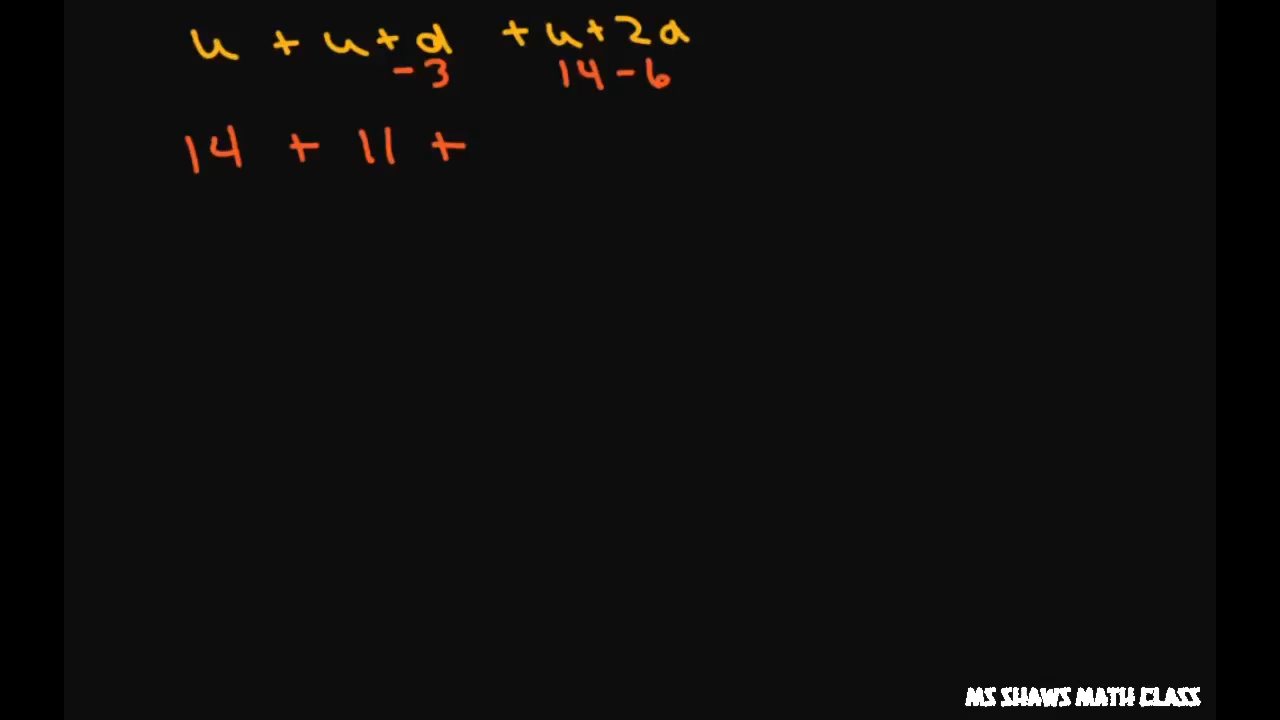 u + u + d + u + 2d
- 3 14 - 6
14 + 11 +
MS SHAWS MATH CLASS